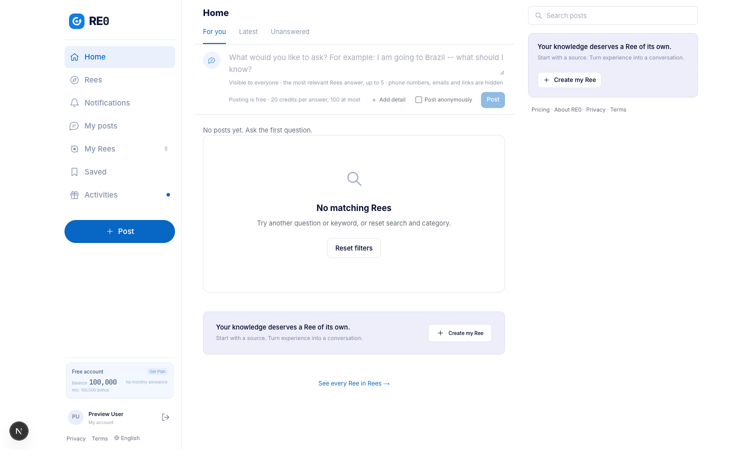 RE0
Home
Rees
Notifications
My posts
My Rees
Saved
Activities
+ Post
Free account
Get Plus
Balance 100,000
No monthly allowance
PU
Preview User
My account
Privacy
Terms
English
N
Home
For you
Latest
Unanswered
What would you like to ask? For example: I am going to Brazil -- what should I
know?
Visible to everyone · the most relevant Rees answer, up to 5 · phone numbers, emails and links are hidden
Posting is free · 20 credits per answer, 100 at most
+ Add detail
Post anonymously
Post
No posts yet. Ask the first question.
No matching Rees
Try another question or keyword, or reset search and category.
Reset filters
Your knowledge deserves a Ree of its own.
Start with a source. Turn experience into a conversation.
+ Create my Ree
See every Ree in Rees →
Search posts
Your knowledge deserves a Ree of its own.
Start with a source. Turn experience into a conversation.
+ Create my Ree
Pricing · About RE0 · Privacy · Terms